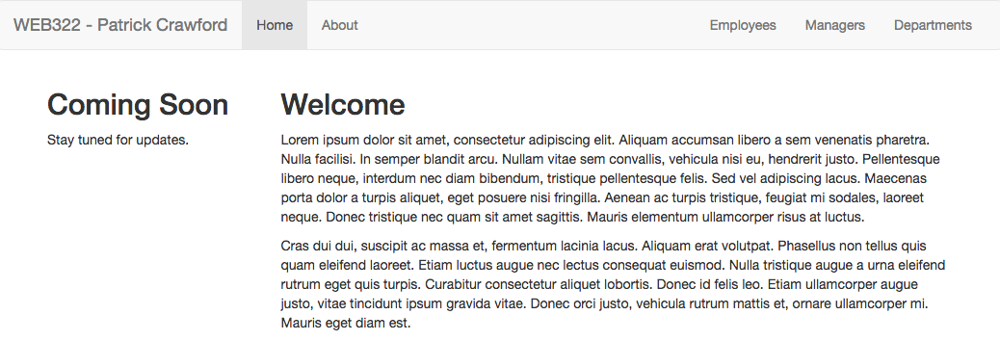 WEB322 - Patrick Crawford Home About Employees Managers Departments
Coming Soon
Stay tuned for updates.
Welcome
Lorem ipsum dolor sit amet, consectetur adipiscing elit. Aliquam accumsan libero a sem venenatis pharetra.
Nulla facilisi. In semper blandit arcu. Nullam vitae sem convallis, vehicula nisi eu, hendrerit justo. Pellentesque
libero neque, interdum nec diam bibendum, tristique pellentesque felis. Sed vel adipiscing lacus. Maecenas
porta dolor a turpis aliquet, eget posuere nisi fringilla. Aenean ac turpis tristique, feugiat mi sodales, laoreet
neque. Donec tristique nec quam sit amet sagittis. Mauris elementum ullamcorper risus at luctus.
Cras dui dui, suscipit ac massa et, fermentum lacinia lacus. Aliquam erat volutpat. Phasellus non tellus quis
quam eleifend laoreet. Etiam luctus augue nec lectus consequat euismod. Nulla tristique augue a urna eleifend
rutrum eget quis turpis. Curabitur consectetur aliquet lobortis. Donec id felis leo. Etiam ullamcorper augue
justo, vitae tincidunt ipsum gravida vitae. Donec orci justo, vehicula rutrum mattis et, ornare ullamcorper mi.
Mauris eget diam est.